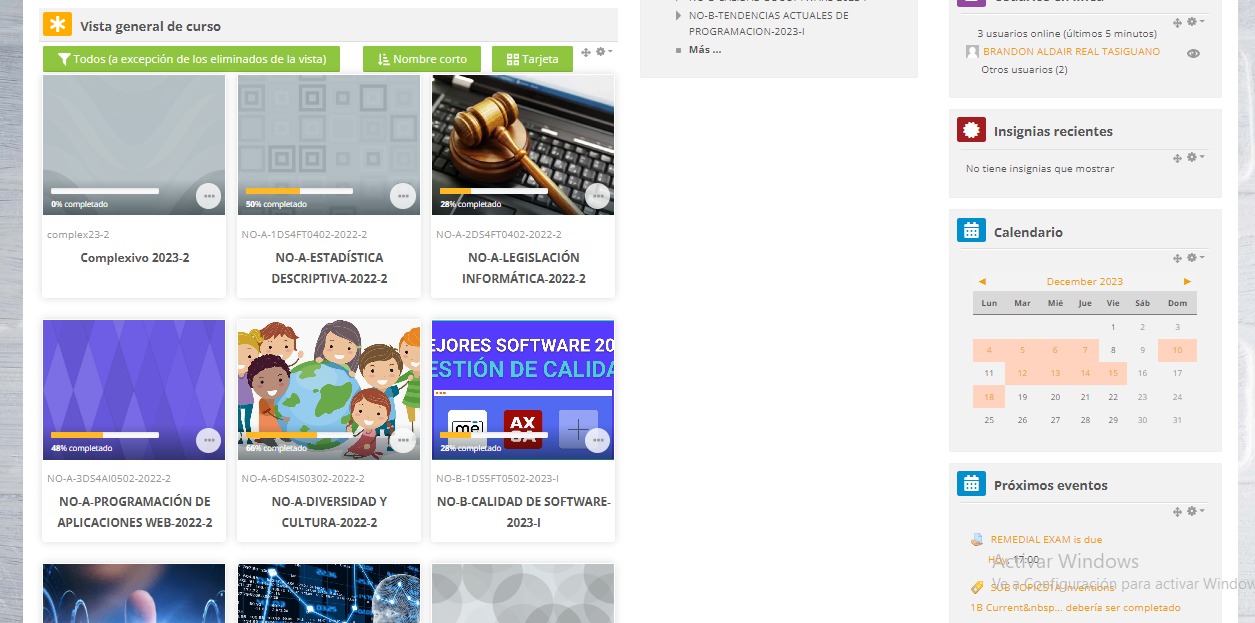 Vista general de curso
Todos (a excepción de los eliminados de la vista)
Nombre corto
Tarjeta
0% completado
50% completado
28% completado
complex23-2
NO-A-1DS4FT0402-2022-2
NO-A-2DS4FT0402-2022-2
Complexivo 2023-2
NO-A-ESTADÍSTICA
DESCRIPTIVA-2022-2
NO-A-LEGISLACIÓN
INFORMÁTICA-2022-2
EJORES SOFTWARE 20
ESTIÓN DE CALIDA
mê
AX
48% completado
66% completado
28% completado
NO-A-3DS4AI0502-2022-2
NO-A-6DS4IS0302-2022-2
NO-B-1DS5FT0502-2023-I
NO-A-PROGRAMACIÓN DE
APLICACIONES WEB-2022-2
NO-A-DIVERSIDAD Y
CULTURA-2022-2
NO-B-CALIDAD DE SOFTWARE-
2023-I
NO-B-TENDENCIAS ACTUALES DE
PROGRAMACION-2023-I
Más ...
3 usuarios online (últimos 5 minutos)
BRANDON ALDAIR REAL TASIGUANO
Otros usuarios (2)
Insignias recientes
No tiene insignias que mostrar
Calendario
◄ December 2023 ►
Lun Mar Mié Jue Vie Sáb Dom
1 2 3
4 5 6 7 8 9 10
11 12 13 14 15 16 17
18 19 20 21 22 23 24
25 26 27 28 29 30 31
Próximos eventos
REMEDIAL EXAM is due
Hoy, 17:00
Activar Windows
Ve a Configuración para activar Window
SUB TOPICS1A Inventions
1B Current&nbsp... debería ser completado